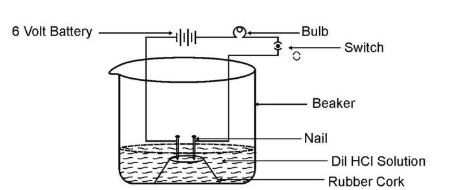 6 Volt Battery
Bulb
Switch
Beaker
Nail
Dil HCl Solution
Rubber Cork